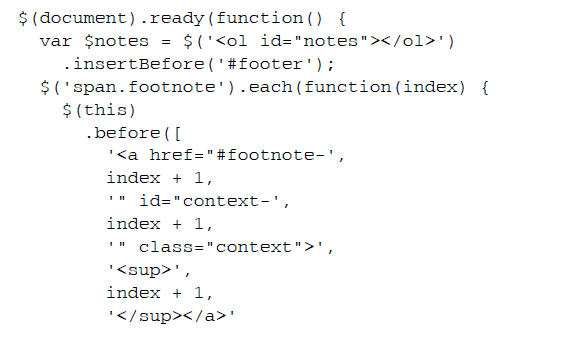 $(document).ready(function() {
var $notes = $('<ol id="notes"></ol>')
.insertBefore('#footer');
$('span.footnote').each(function(index) {
$(this)
.before([
'<a href="#footnote-',
index + 1,
'" id="context-',
index + 1,
'" class="context">',
'<sup>',
index + 1,
'</sup></a>'